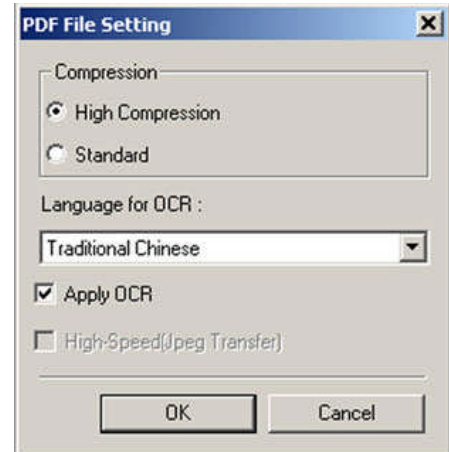 PDF File Setting
Compression
High Compression
Standard
Language for OCR :
Traditional Chinese
Apply OCR
High-Speed(Jpeg Transfer)
OK
Cancel